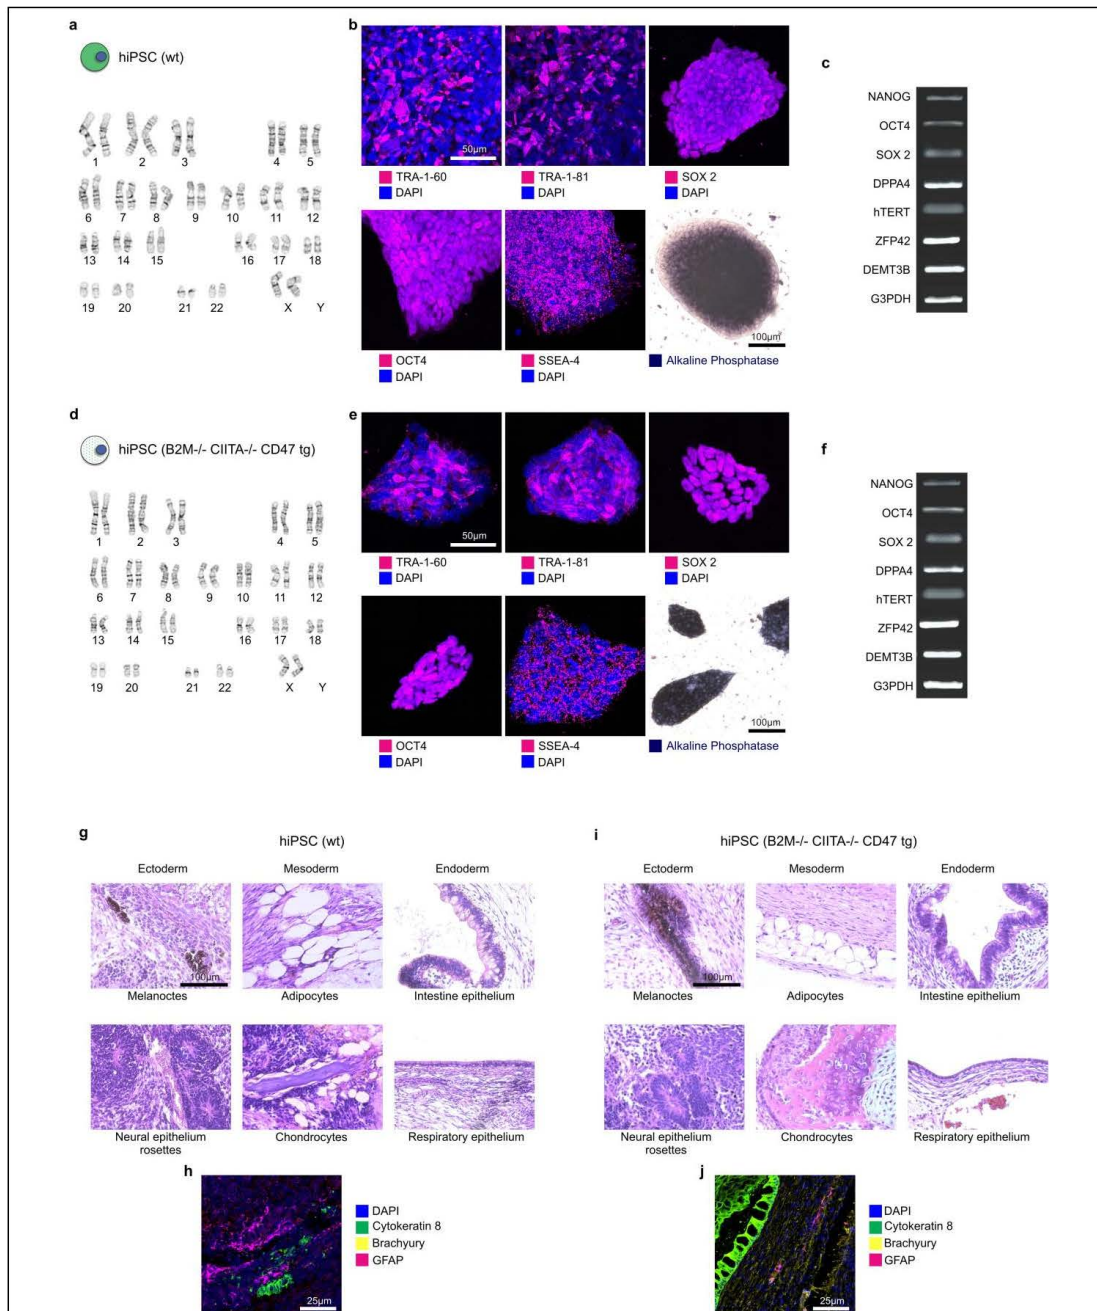 a
hiPSC (wt)
1 2 3 4 5
6 7 8 9 10 11 12
13 14 15 16 17 18
19 20 21 22 X Y
b
50µm
TRA-1-60
DAPI
TRA-1-81
DAPI
SOX 2
DAPI
100µm
OCT4
DAPI
SSEA-4
DAPI
Alkaline Phosphatase
c
NANOG
OCT4
SOX 2
DPPA4
hTERT
ZFP42
DEMT3B
G3PDH
d
hiPSC (B2M-/- CIITA-/- CD47 tg)
1 2 3 4 5
6 7 8 9 10 11 12
13 14 15 16 17 18
19 20 21 22 X Y
e
50µm
TRA-1-60
DAPI
TRA-1-81
DAPI
SOX 2
DAPI
100µm
OCT4
DAPI
SSEA-4
DAPI
Alkaline Phosphatase
f
NANOG
OCT4
SOX 2
DPPA4
hTERT
ZFP42
DEMT3B
G3PDH
g
hiPSC (wt)
Ectoderm Mesoderm Endoderm
100µm
Melanoctes Adipocytes Intestine epithelium
Neural epithelium rosettes
Chondrocytes
Respiratory epithelium
h
DAPI
Cytokeratin 8
Brachyury
GFAP
25µm
i
hiPSC (B2M-/- CIITA-/- CD47 tg)
Ectoderm Mesoderm Endoderm
100µm
Melanoctes Adipocytes Intestine epithelium
Neural epithelium
rosettes
Chondrocytes
Respiratory epithelium
j
DAPI
Cytokeratin 8
Brachyury
GFAP
25µm